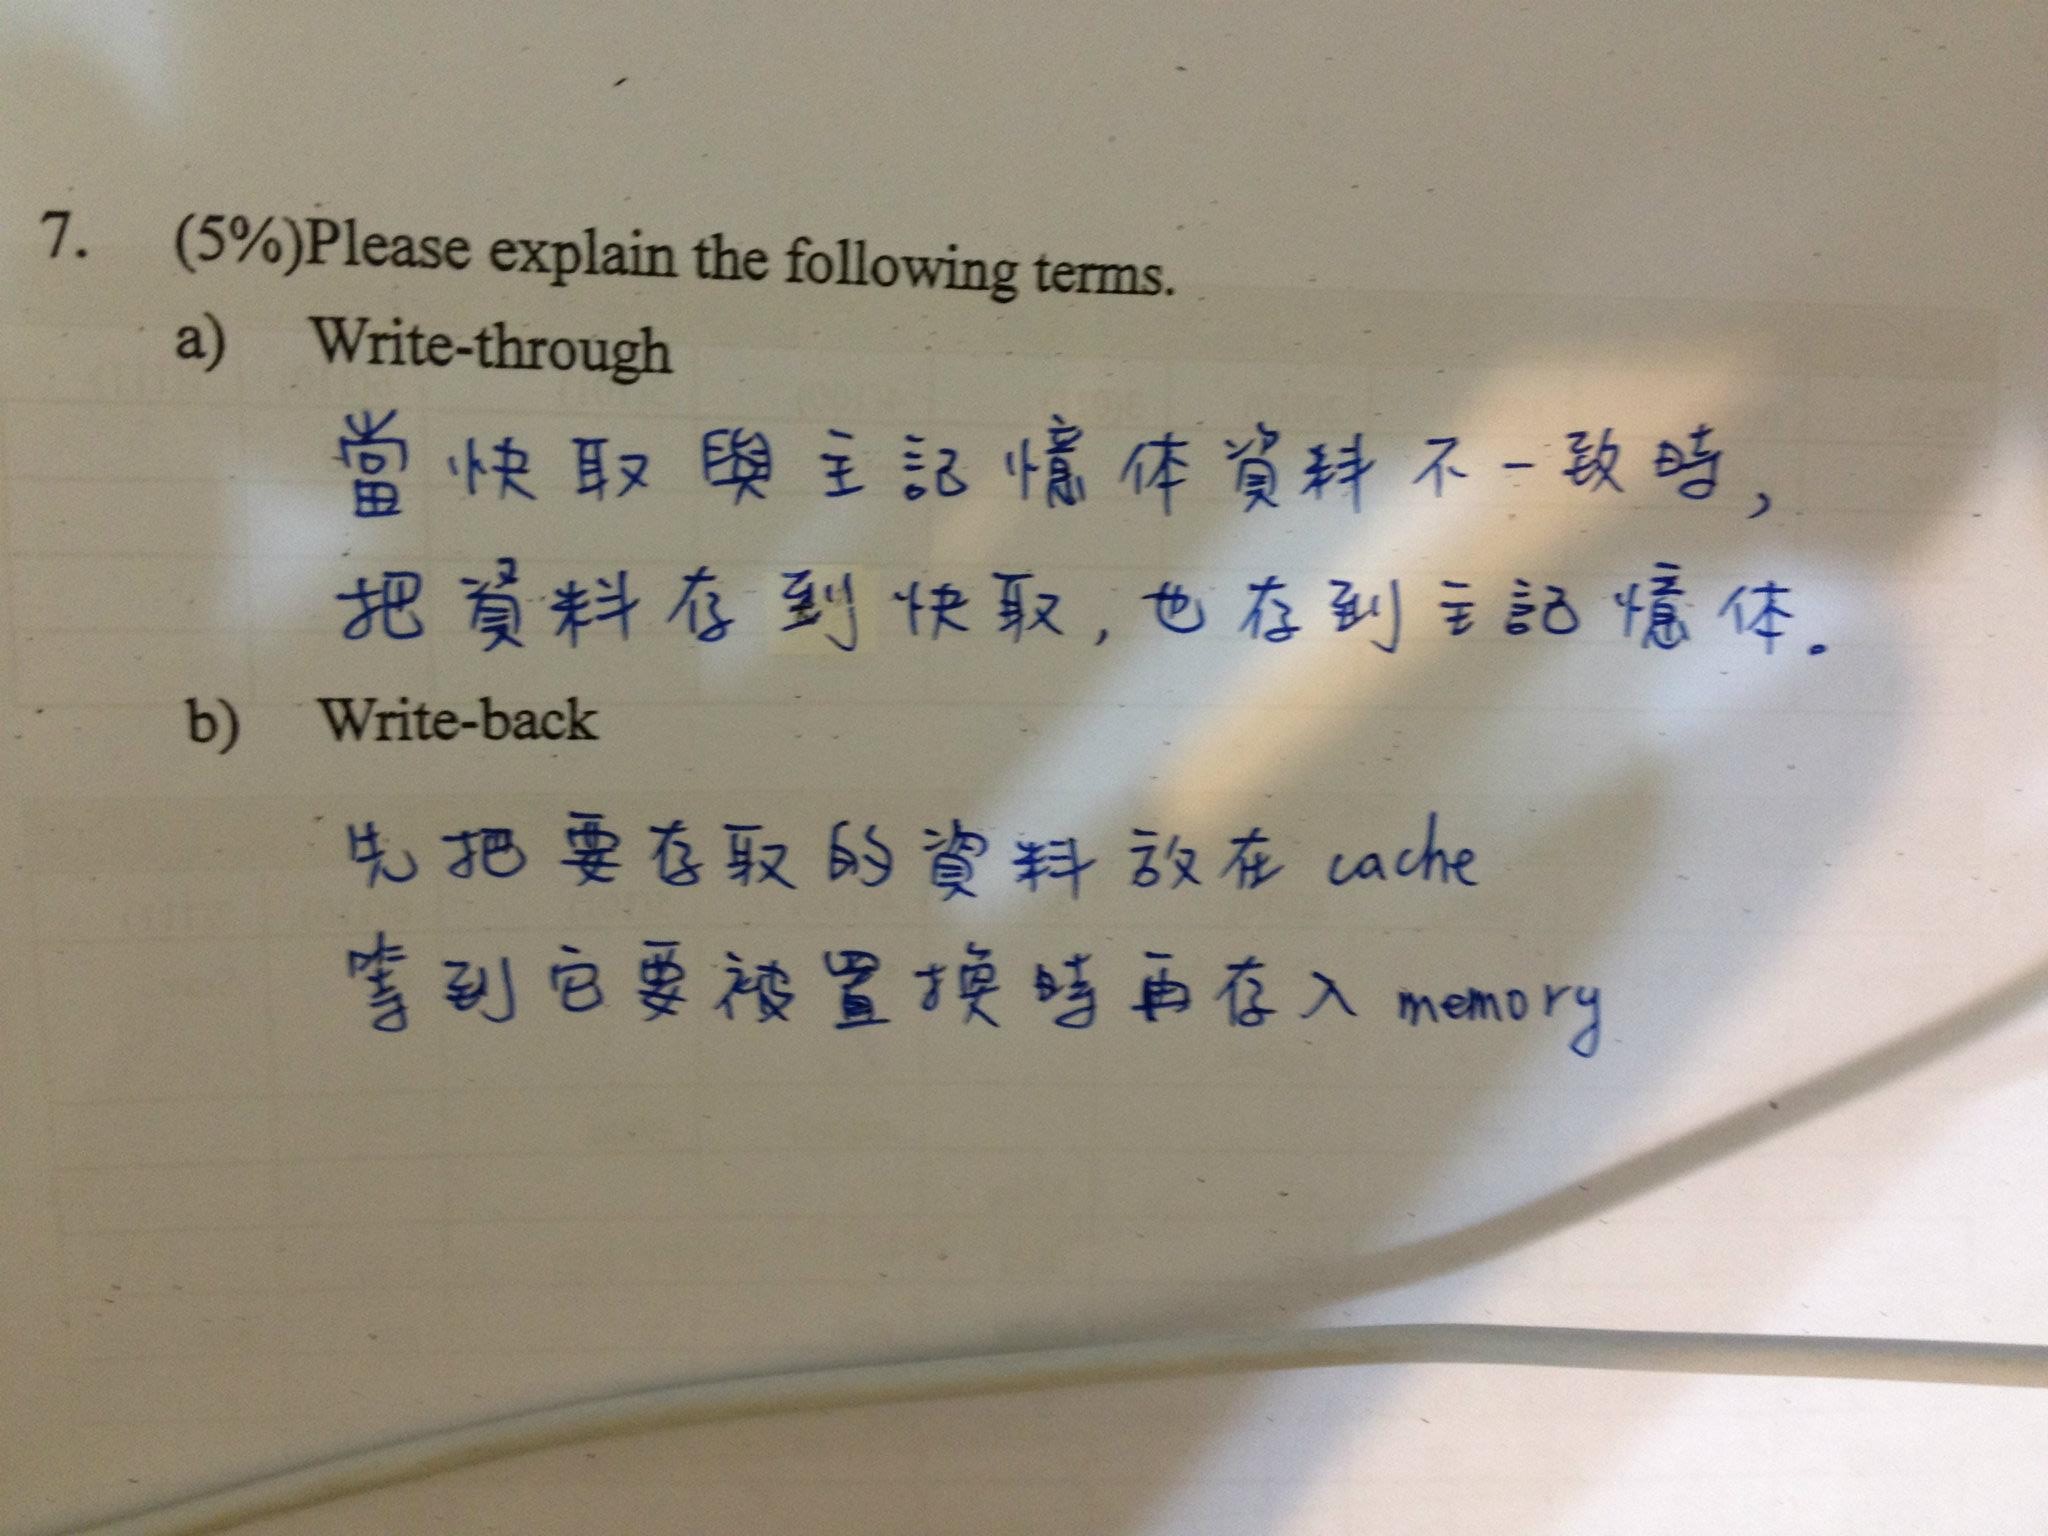 7. (5%)Please explain the following terms.
a) Write-through
當快取與主記憶体資料不一致時,
把資料存到快取,也存到主記憶体。
b) Write-back
先把要存取的資料放在 cache
等到它要被置換時再存入 memory